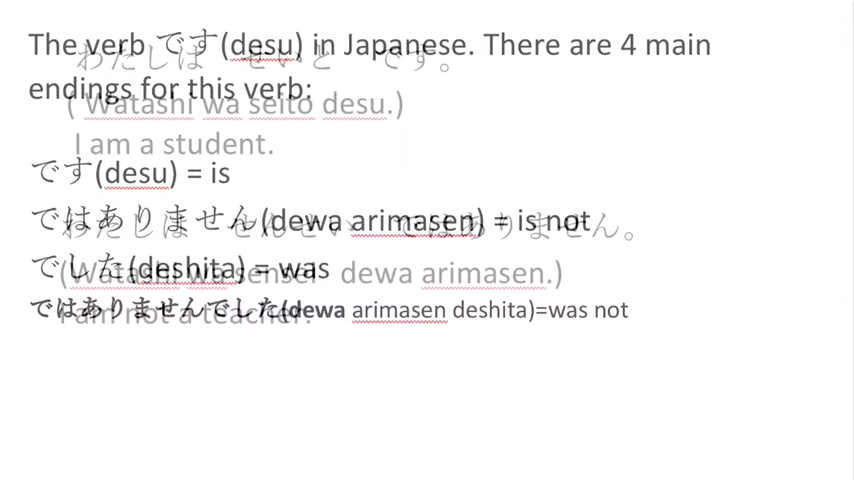 The verb です(desu) in Japanese. There are 4 main
endings for this verb:
です(desu) = is
ではありません(dewa arimasen) = is not
でした(deshita) = was
ではありませんでした(dewa arimasen deshita)=was not
わたしは せいと です。
( Watashi wa seito desu.)
I am a student.
わたしは せんせい ではありません。
(Watashi wa sensei dewa arimasen.)
I am not a teacher.